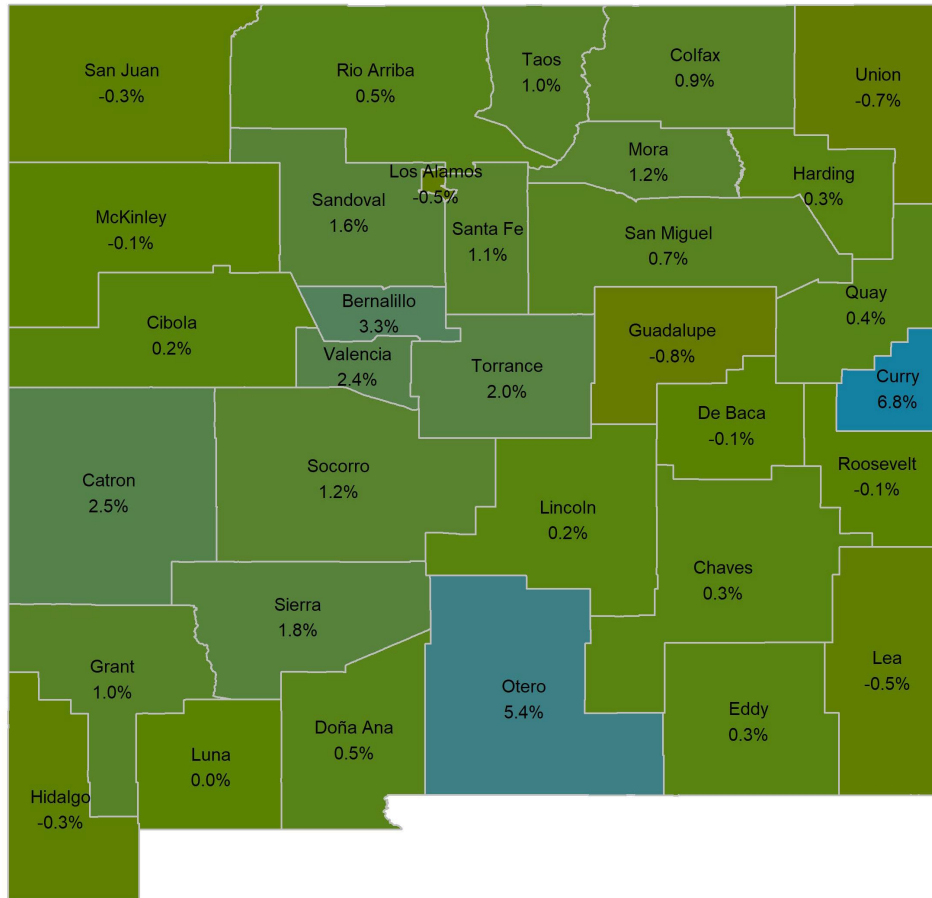 San Juan
-0.3%
Rio Arriba
0.5%
Taos
1.0%
Colfax
0.9%
Union
-0.7%
Los Alamos
-0.5%
Mora
1.2%
Harding
0.3%
McKinley
-0.1%
Sandoval
1.6%
Santa Fe
1.1%
San Miguel
0.7%
Quay
0.4%
Cibola
0.2%
Bernalillo
3.3%
Valencia
2.4%
Torrance
2.0%
Guadalupe
-0.8%
Curry
6.8%
De Baca
-0.1%
Roosevelt
-0.1%
Catron
2.5%
Socorro
1.2%
Lincoln
0.2%
Chaves
0.3%
Sierra
1.8%
Grant
1.0%
Otero
5.4%
Lea
-0.5%
Eddy
0.3%
Doña Ana
0.5%
Luna
0.0%
Hidalgo
-0.3%